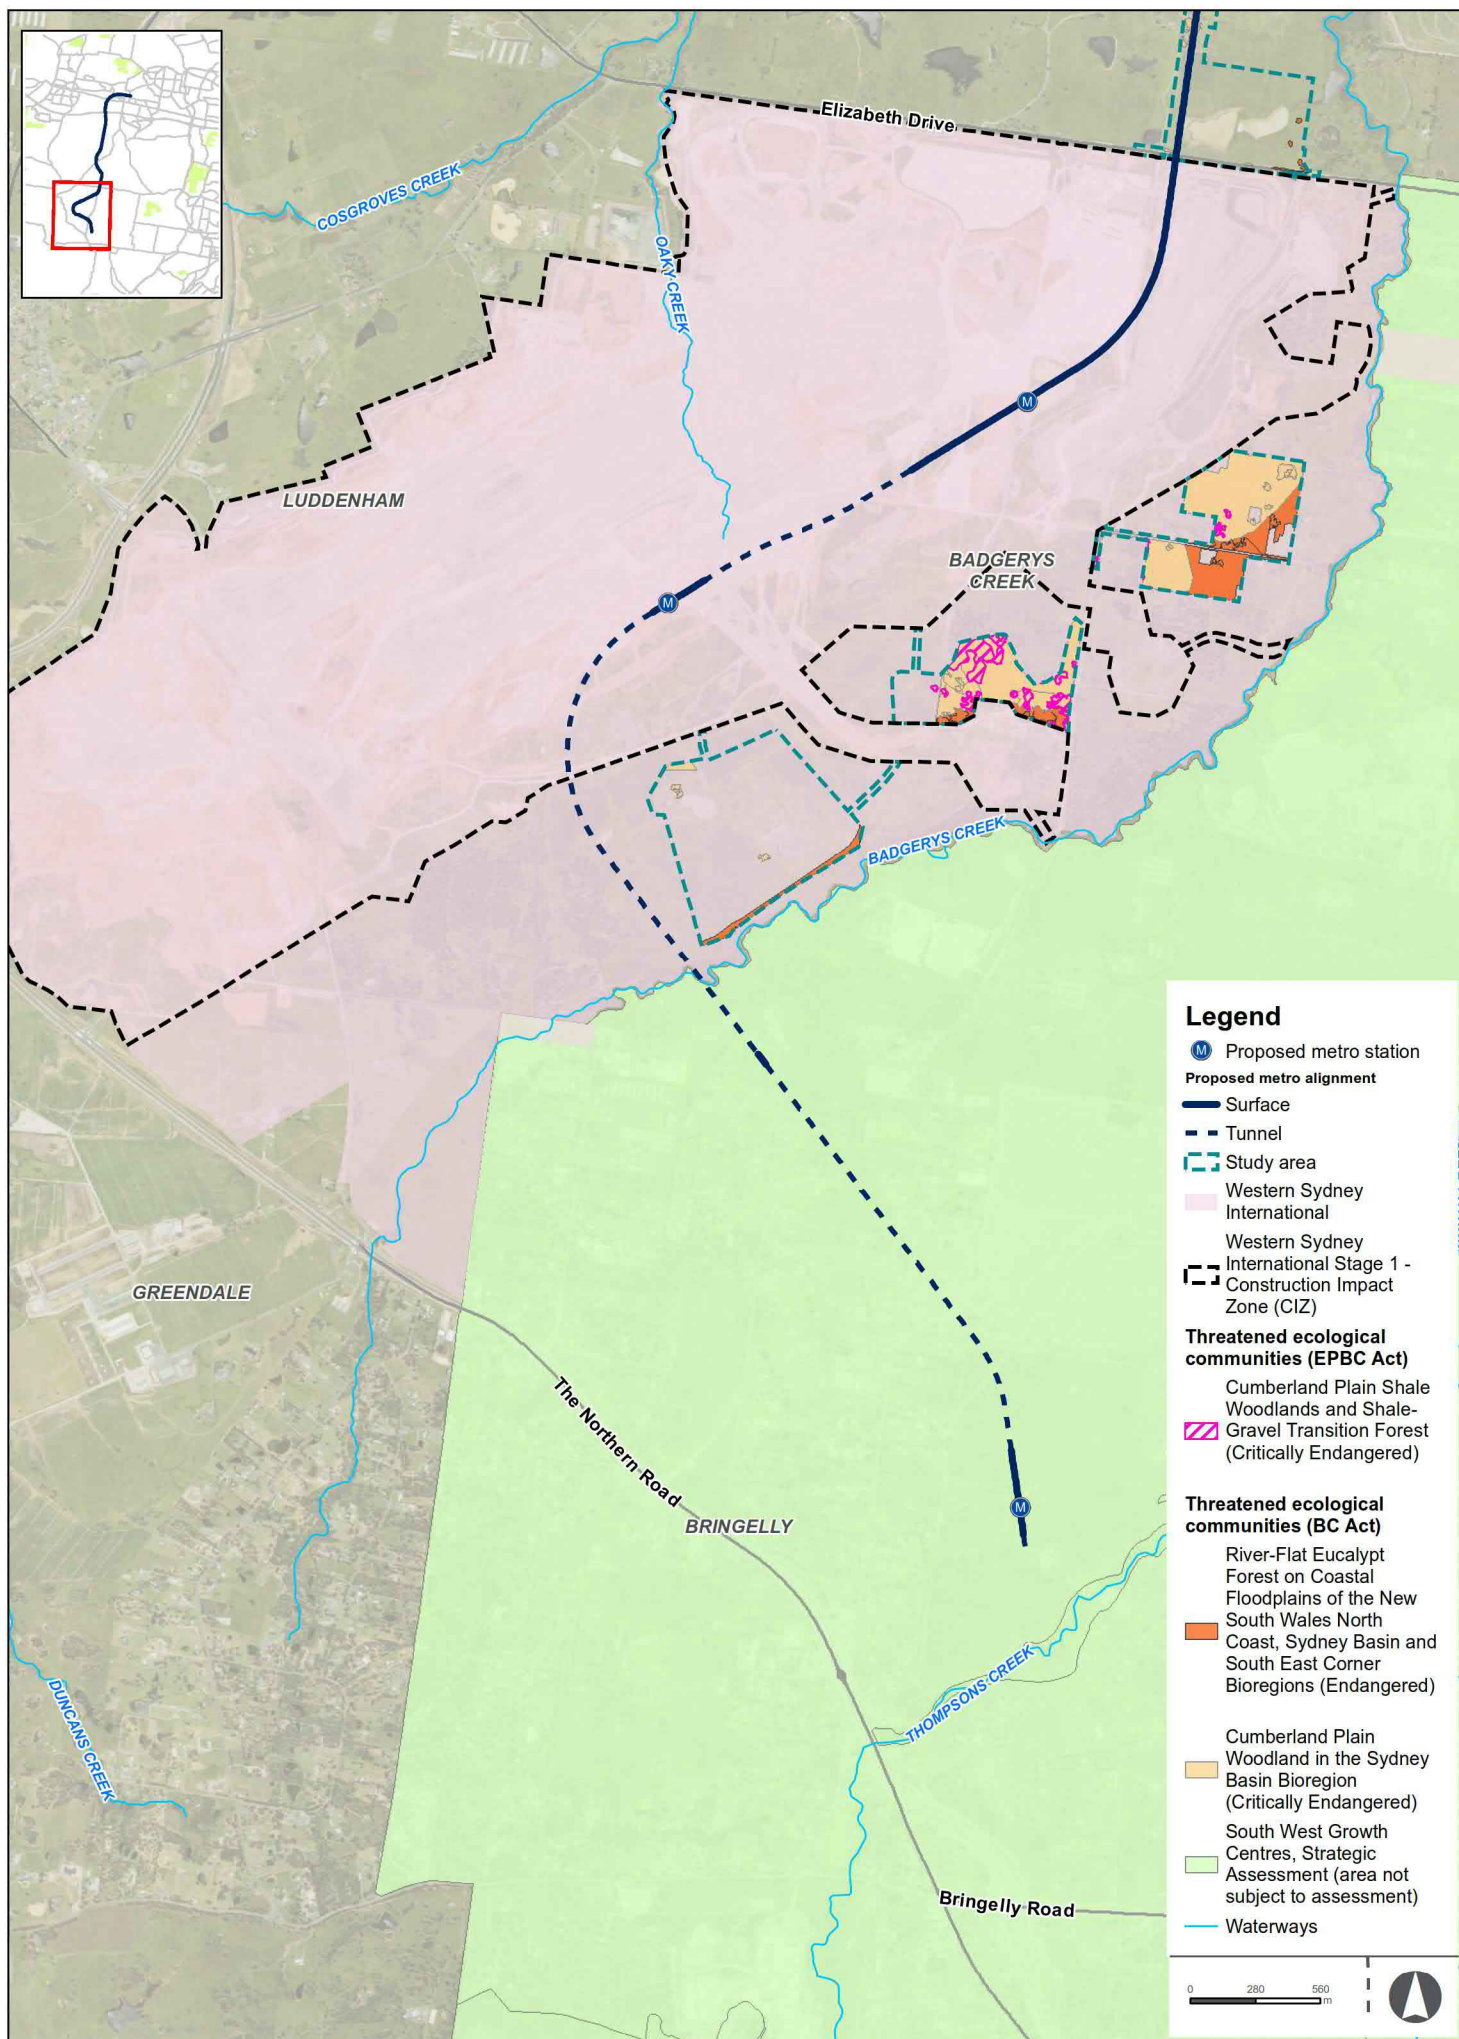 Elizabeth Drive
COSGROVES CREEK
OAKY CREEK
M
LUDDENHAM
BADGERYS
CREEK
M
BADGERYS CREEK
GREENDALE
The Northern Road
M
BRINGELLY
THOMPSONS CREEK
DUNCANS CREEK
Bringelly Road
Legend
M Proposed metro station
Proposed metro alignment
Surface
Tunnel
Study area
Western Sydney
International
Western Sydney
International Stage 1 -
Construction Impact
Zone (CIZ)
Threatened ecological
communities (EPBC Act)
Cumberland Plain Shale
Woodlands and Shale-
Gravel Transition Forest
(Critically Endangered)
Threatened ecological
communities (BC Act)
River-Flat Eucalypt
Forest on Coastal
Floodplains of the New
South Wales North
Coast, Sydney Basin and
South East Corner
Bioregions (Endangered)
Cumberland Plain
Woodland in the Sydney
Basin Bioregion
(Critically Endangered)
South West Growth
Centres, Strategic
Assessment (area not
subject to assessment)
Waterways
0 280 560
m